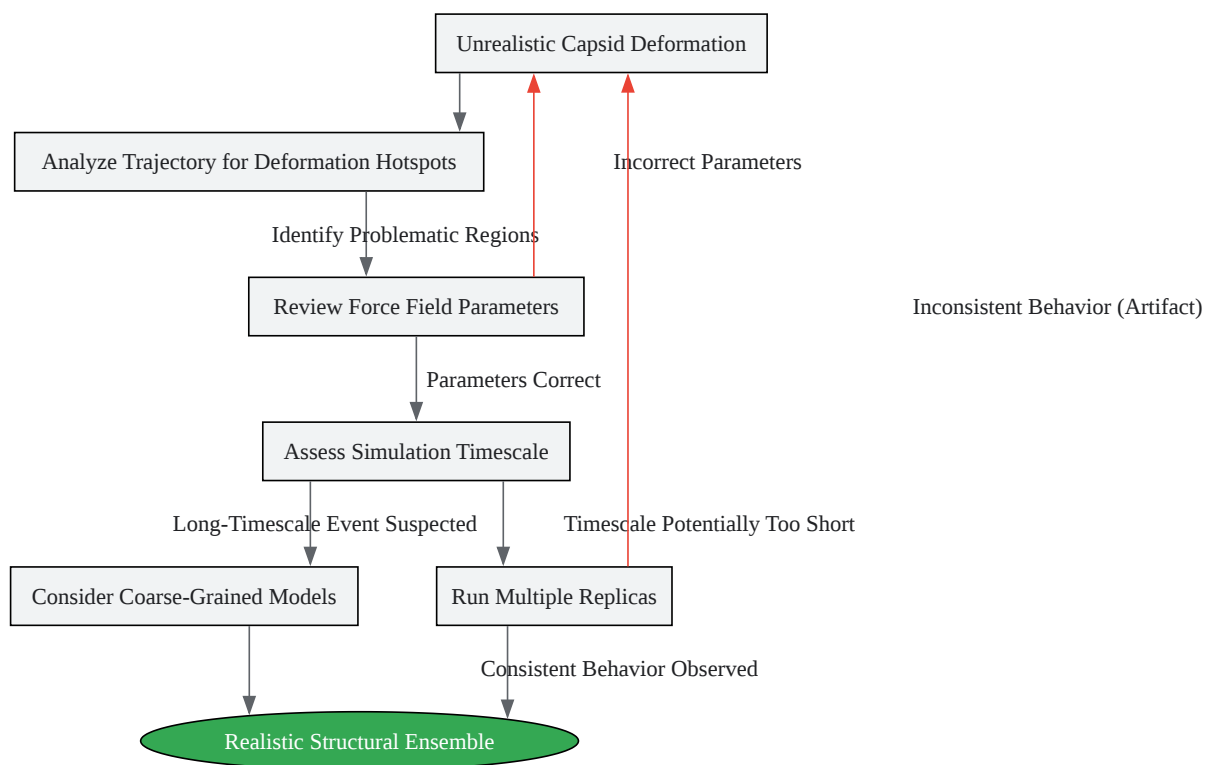 Unrealistic Capsid Deformation
Analyze Trajectory for Deformation Hotspots
Incorrect Parameters
Identify Problematic Regions
Review Force Field Parameters
Inconsistent Behavior (Artifact)
Parameters Correct
Assess Simulation Timescale
Long-Timescale Event Suspected
Timescale Potentially Too Short
Consider Coarse-Grained Models
Run Multiple Replicas
Consistent Behavior Observed
Realistic Structural Ensemble